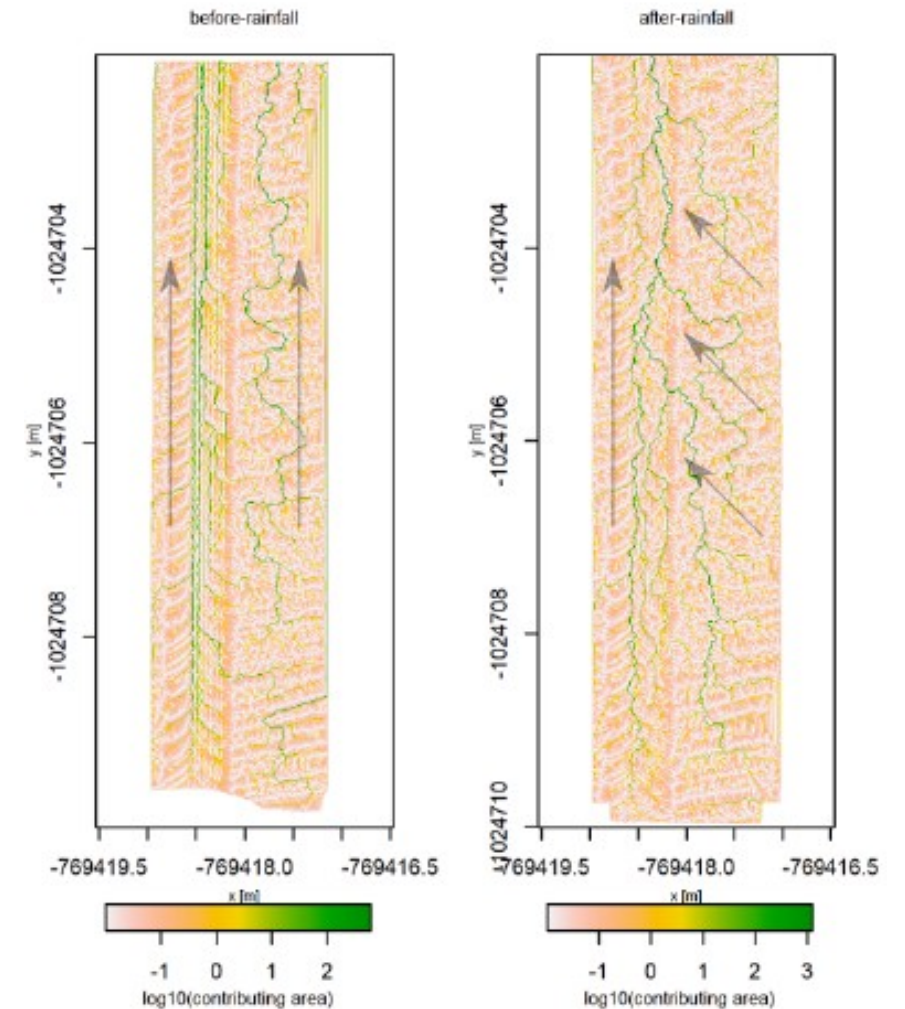 before-rainfall
after-rainfall
y [m]
-1024704
-1024706
-1024708
-769419.5
-769418.0
-769416.5
x [m]
-1
0
1
2
log10(contributing area)
y [m]
-1024704
-1024706
-1024708
-1024710
-769419.5
-769418.0
-769416.5
x [m]
-1
0
1
2
3
log10(contributing area)